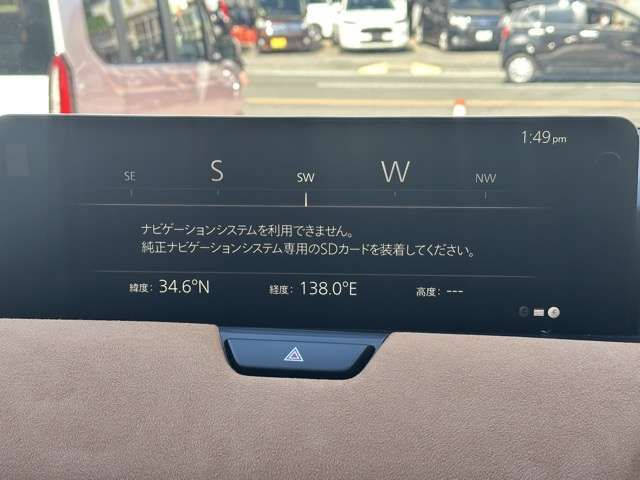 1:49pm
SE S SW W NW
ナビゲーションシステムを利用できません。
純正ナビゲーションシステム専用のSDカードを装着してください。
緯度: 34.6°N 経度: 138.0°E 高度: ---